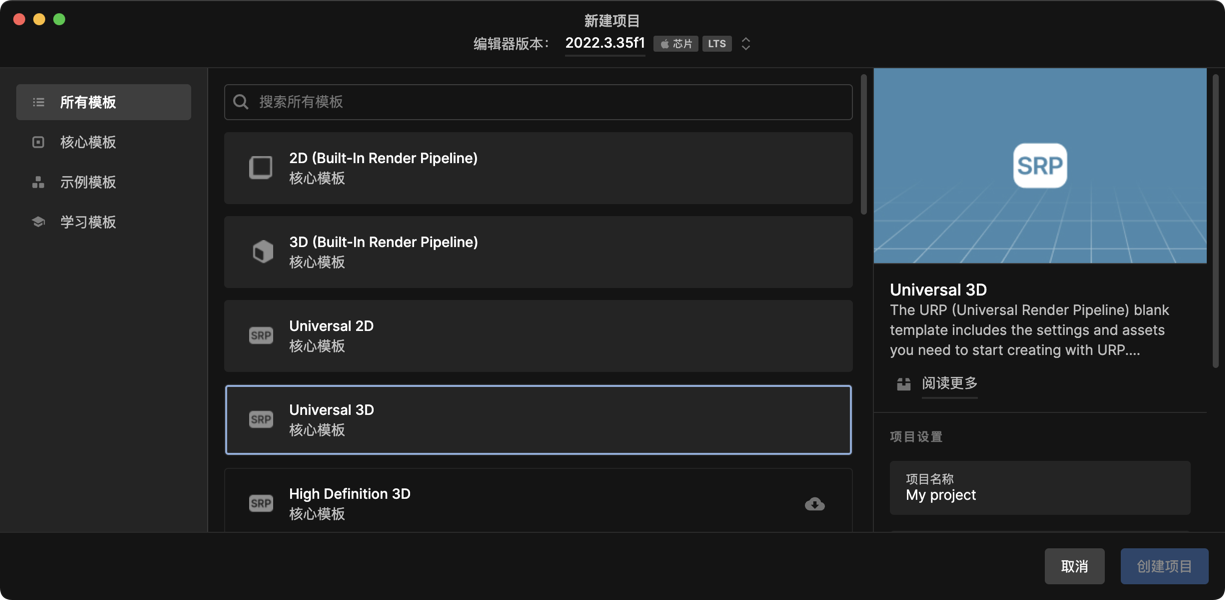 新建项目
编辑器版本： 2022.3.35f1 芯片 LTS
所有模板
核心模板
示例模板
学习模板
搜索所有模板
2D (Built-In Render Pipeline)
核心模板
3D (Built-In Render Pipeline)
核心模板
SRP
Universal 2D
核心模板
SRP
Universal 3D
核心模板
SRP
High Definition 3D
核心模板
SRP
Universal 3D
The URP (Universal Render Pipeline) blank
template includes the settings and assets
you need to start creating with URP....
阅读更多
项目设置
项目名称
My project
取消
创建项目